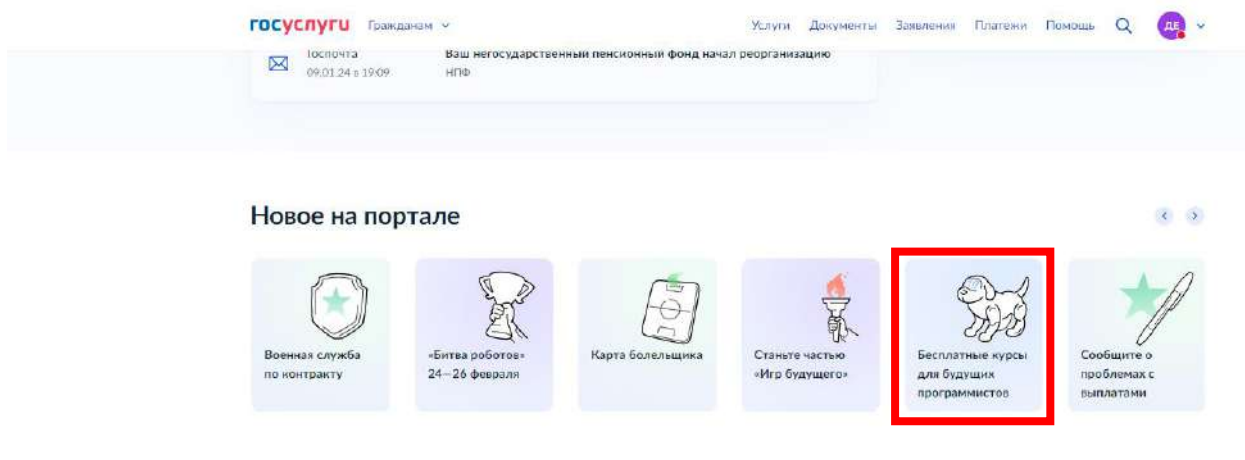 госуслуги Гражданам Услуги Документы Заявления Платежи Помощь ДЕ
Госпочта Ваш негосударственный пенсионный фонд начал реорганизацию
09.01.24 в 19:09 НПФ
Новое на портале
Военная служба
по контракту
«Битва роботов»
24—26 февраля
Карта болельщика
Станьте частью
«Игр будущего»
Бесплатные курсы
для будущих
программистов
Сообщите о
проблемах с
выплатами